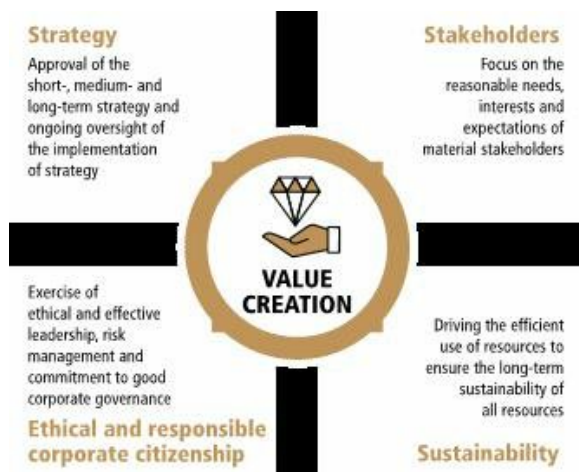 Strategy
Approval of the
short-, medium- and
long-term strategy and
ongoing oversight of
the implementation
of strategy
Stakeholders
Focus on the
reasonable needs,
interests and
expectations of
material stakeholders
VALUE
CREATION
Exercise of
ethical and effective
leadership, risk
management and
commitment to good
corporate governance
Ethical and responsible
corporate citizenship
Driving the efficient
use of resources to
ensure the long-term
sustainability of
all resources
Sustainability